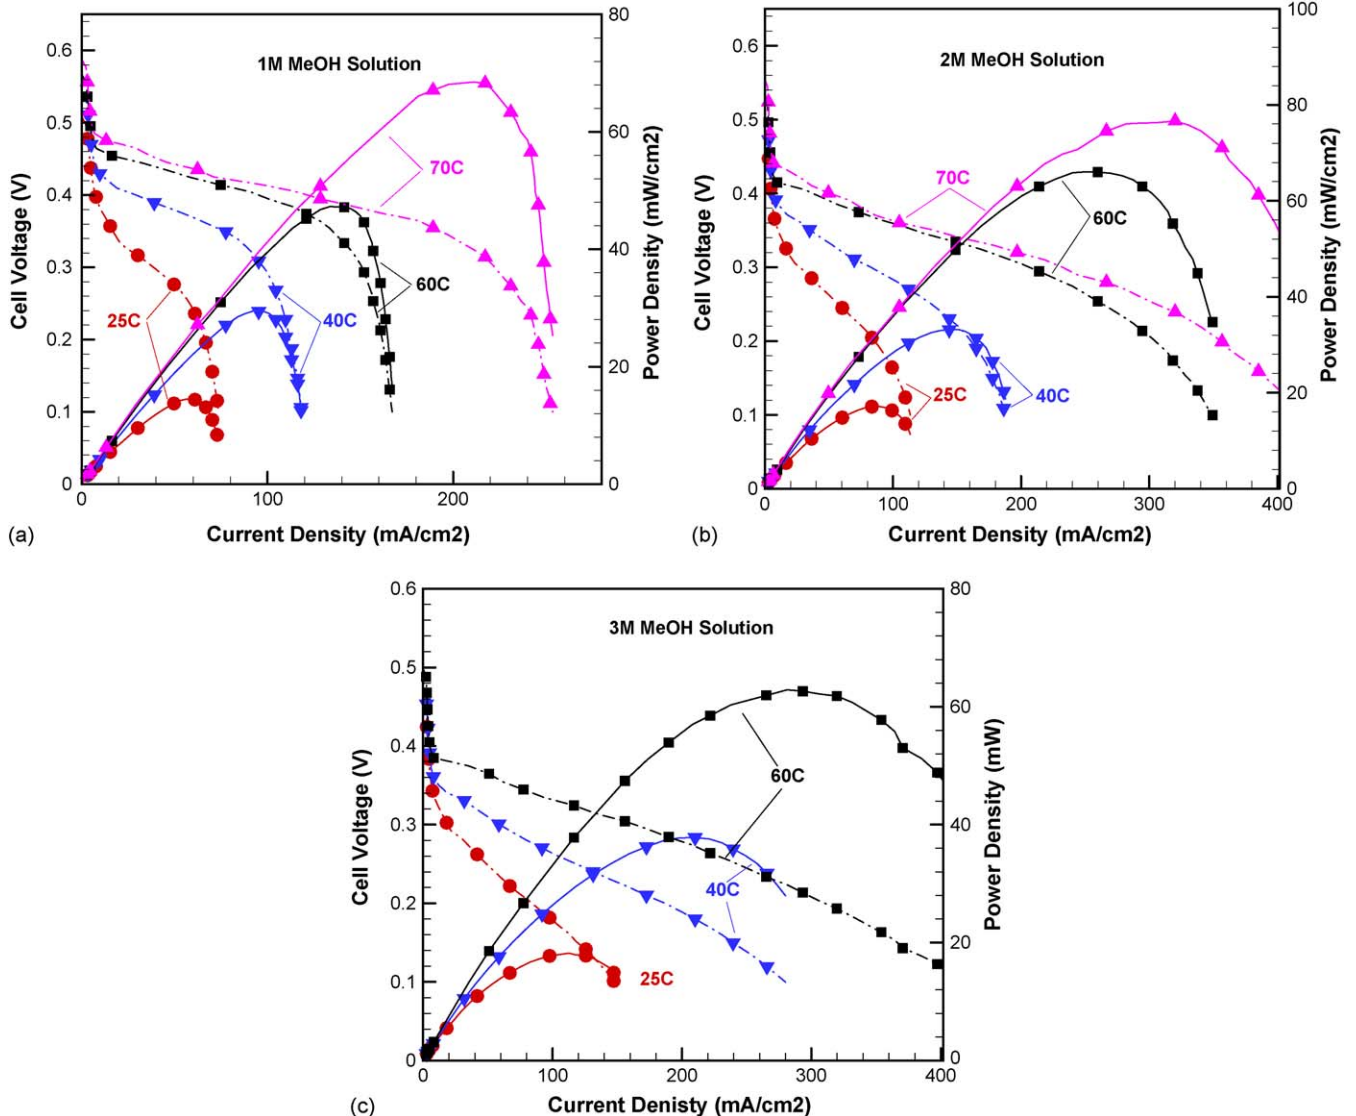 1M MeOH Solution
Cell Voltage (V)
0.6
0.5
0.4
0.3
0.2
0.1
0
80
60
40
20
0
Power Density (mW/cm2)
70C
60C
25C
40C
0
100
200
(a)
Current Density (mA/cm2)
2M MeOH Solution
Cell Voltage (V)
0.6
0.5
0.4
0.3
0.2
0.1
0
100
80
60
40
20
0
Power Density (mW/cm2)
70C
60C
25C
40C
0
100
200
300
400
(b)
Current Density (mA/cm2)
3M MeOH Solution
Cell Voltage (V)
0.6
0.5
0.4
0.3
0.2
0.1
0
80
60
40
20
0
Power Density (mW)
60C
40C
25C
0
100
200
300
400
(c)
Current Denisty (mA/cm2)